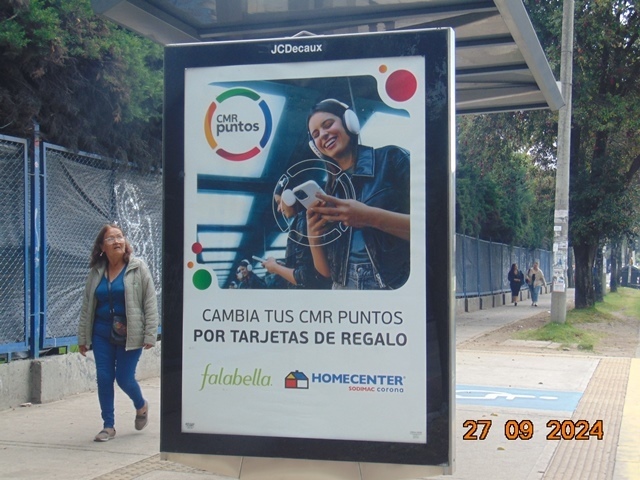 JCDecaux
CMR
puntos
CAMBIA TUS CMR PUNTOS
POR TARJETAS DE REGALO
falabella.
HOMECENTER
SODIMAC corona
27 09 2024